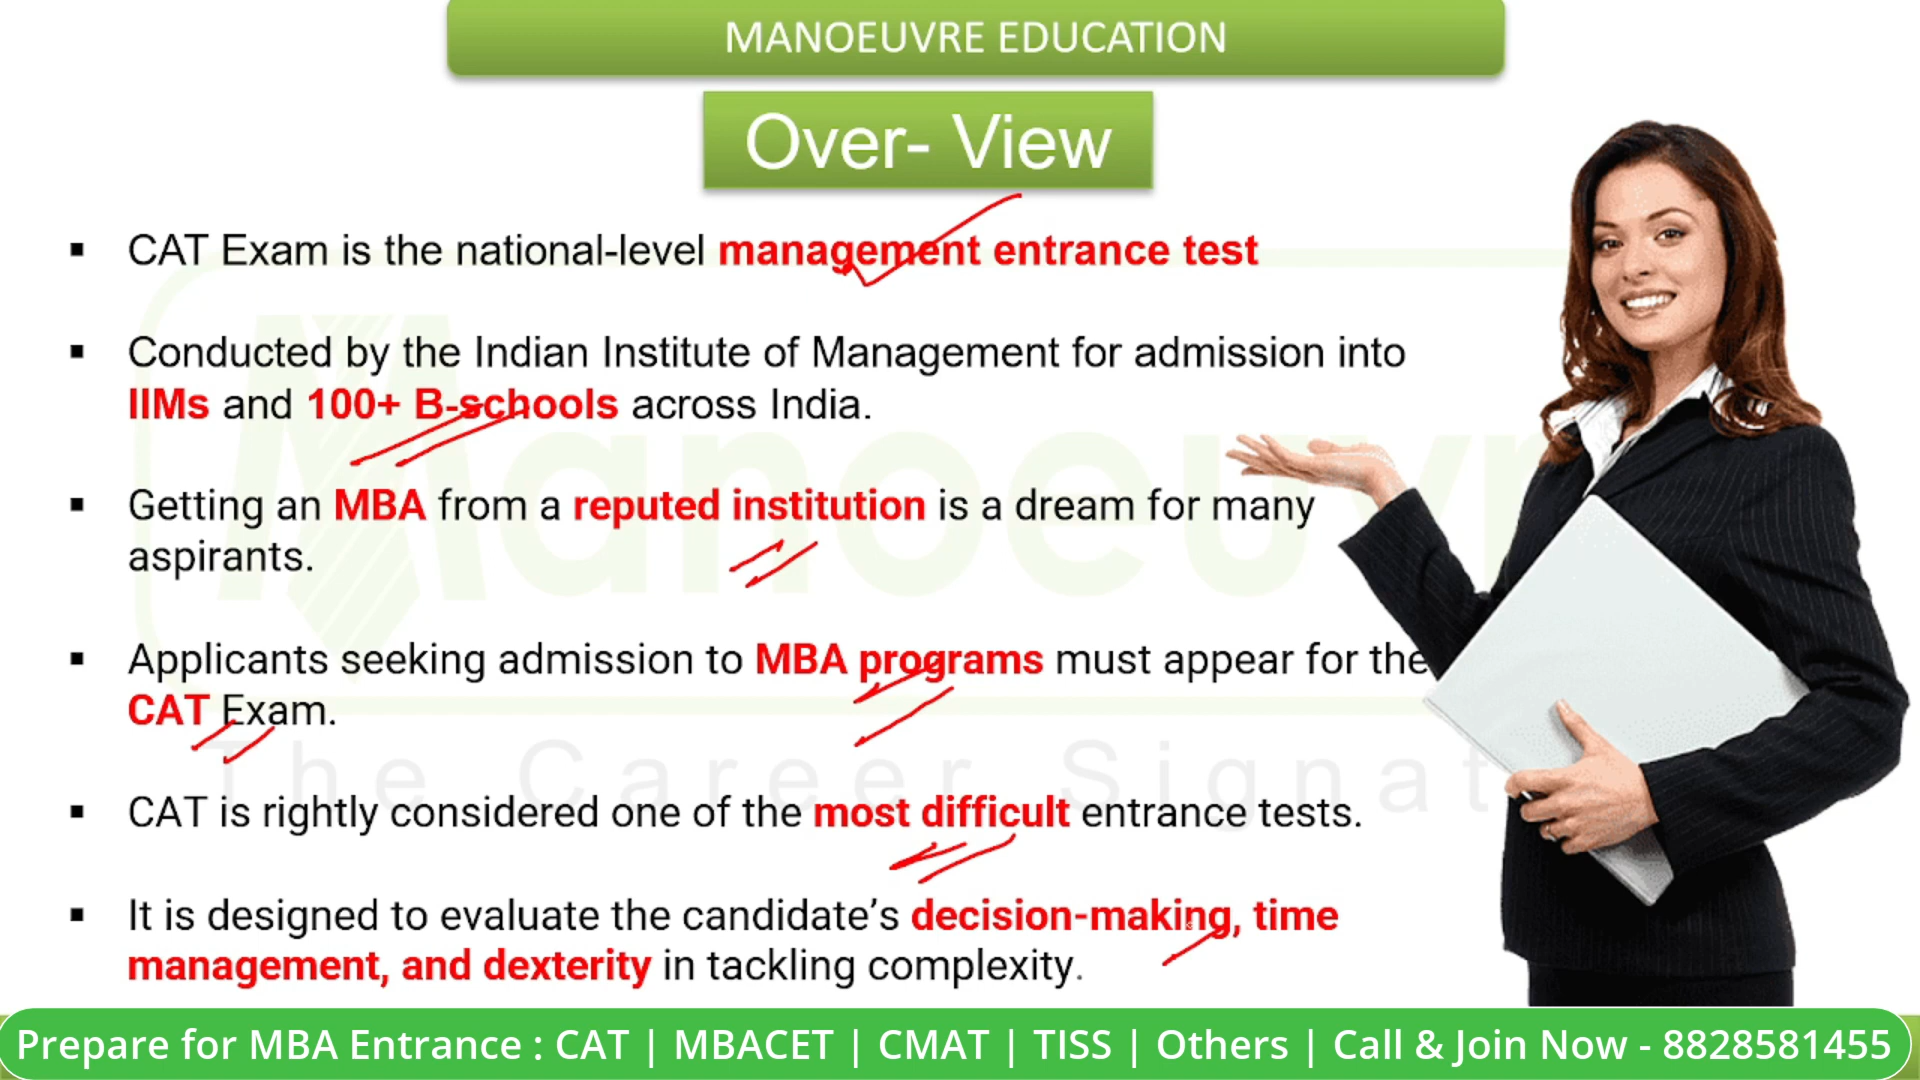 MANOEUVRE EDUCATION
Over- View
▪ CAT Exam is the national-level management entrance test
▪ Conducted by the Indian Institute of Management for admission into
IIMs and 100+ B-schools across India.
▪ Getting an MBA from a reputed institution is a dream for many
aspirants.
▪ Applicants seeking admission to MBA programs must appear for the
CAT Exam.
▪ CAT is rightly considered one of the most difficult entrance tests.
▪ It is designed to evaluate the candidate’s decision-making, time
management, and dexterity in tackling complexity.
Manoeuvr
The Career Signat
Prepare for MBA Entrance : CAT | MBACET | CMAT | TISS | Others | Call & Join Now - 8828581455